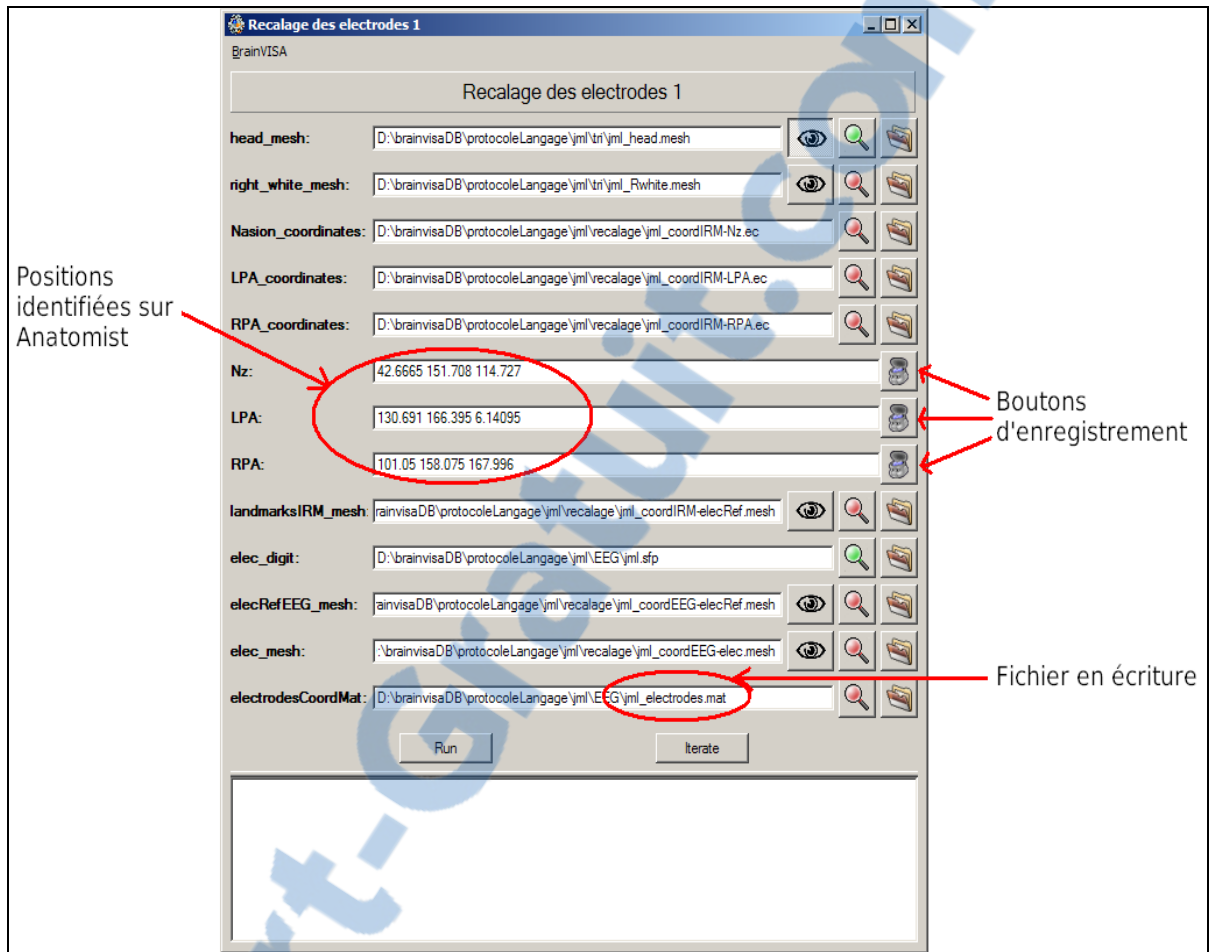 Recalage des electrodes 1
BrainVISA
Recalage des electrodes 1
head_mesh: D:\brainvisaDB\protocoleLangage\jml\tri\jml_head.mesh
right_white_mesh: D:\brainvisaDB\protocoleLangage\jml\tri\jml_Rwhite.mesh
Nasion_coordinates: D:\brainvisaDB\protocoleLangage\jml\recalage\jml_coordIRM-Nz.ec
LPA_coordinates: D:\brainvisaDB\protocoleLangage\jml\recalage\jml_coordIRM-LPA.ec
RPA_coordinates: D:\brainvisaDB\protocoleLangage\jml\recalage\jml_coordIRM-RPA.ec
Positions
identifiées sur
Anatomist
Nz: 42.6665 151.708 114.727
LPA: 130.691 166.395 6.14095
RPA: 101.05 158.075 167.996
Boutons
d'enregistrement
landmarksIRM_mesh: rainvisaDB\protocoleLangage\jml\recalage\jml_coordIRM-elecRef.mesh
elec_digit: D:\brainvisaDB\protocoleLangage\jml\EEG\jml.sfp
elecRefEEG_mesh: rainvisaDB\protocoleLangage\jml\recalage\jml_coordEEG-elecRef.mesh
elec_mesh: :\brainvisaDB\protocoleLangage\jml\recalage\jml_coordEEG-elec.mesh
electrodesCoordMat: D:\brainvisaDB\protocoleLangage\jml\EEG\jml_electrodes.mat
Fichier en écriture
Run Iterate
rt-Gratuit.com